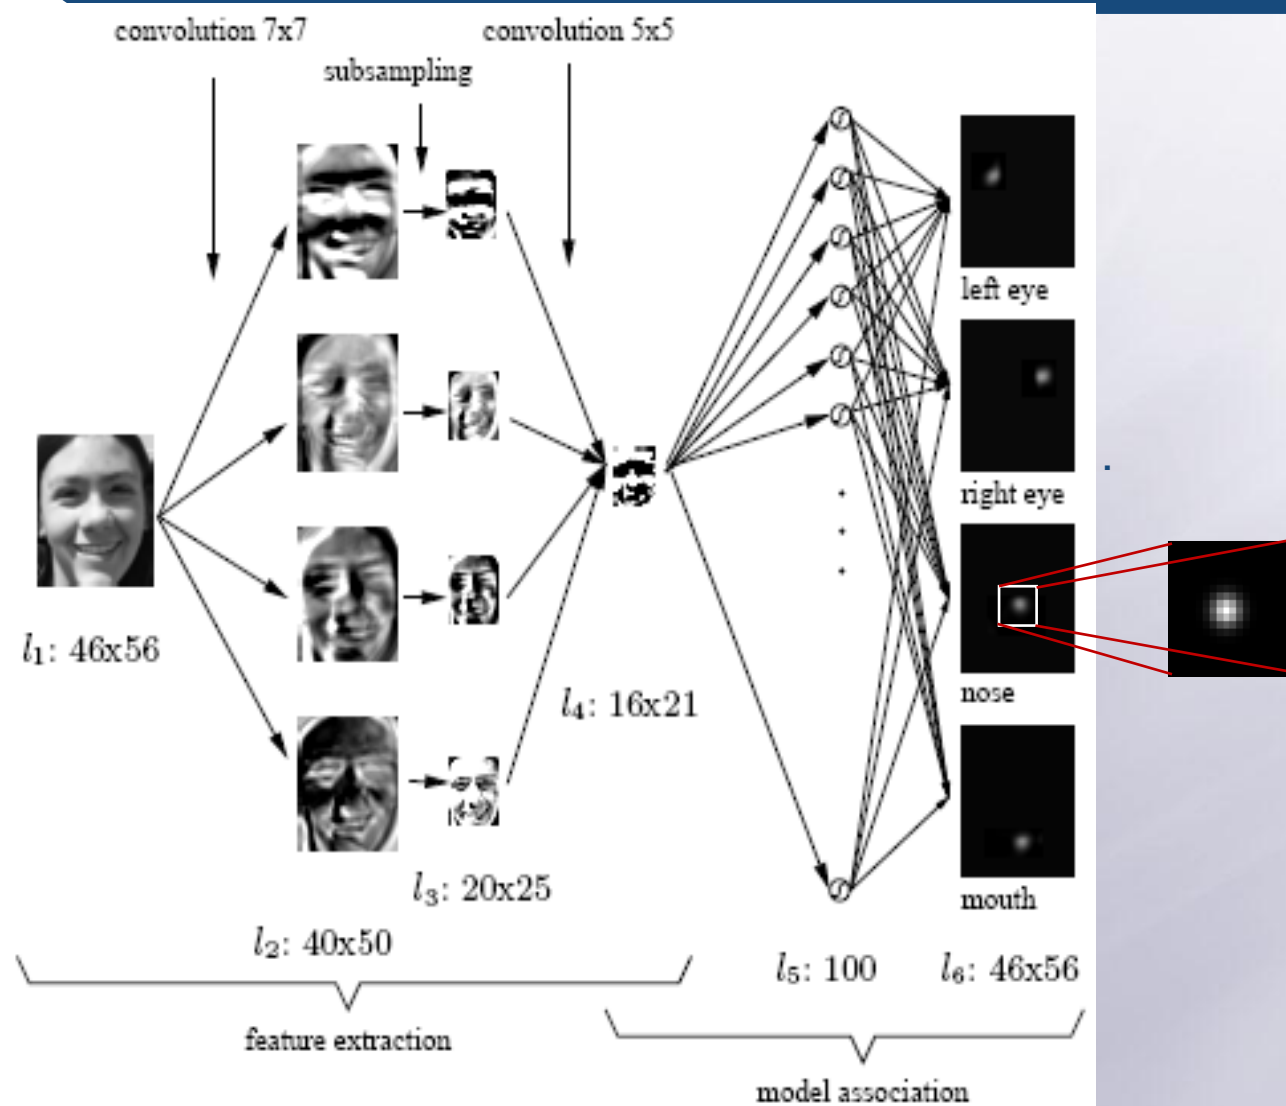 convolution 7x7
convolution 5x5
subsampling
left eye
right eye
l1: 46x56
nose
l4: 16x21
l3: 20x25
mouth
l2: 40x50
l5: 100
l6: 46x56
feature extraction
model association